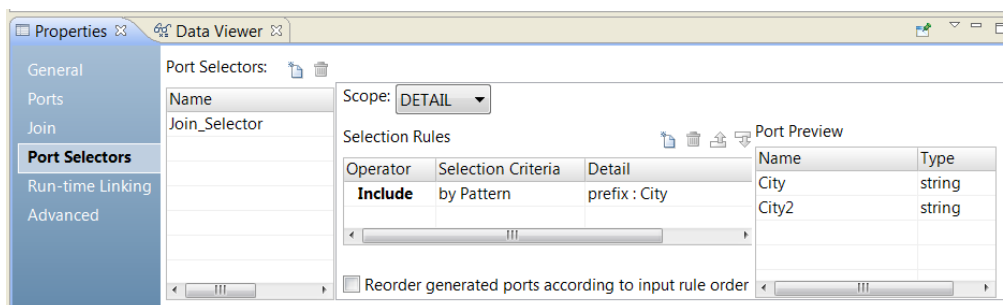 Properties Data Viewer
General
Ports
Join
Port Selectors
Run-time Linking
Advanced
Port Selectors:
Name
Join_Selector
Scope: DETAIL
Selection Rules
Operator Selection Criteria Detail
Include by Pattern prefix : City
Reorder generated ports according to input rule order
Port Preview
Name Type
City string
City2 string